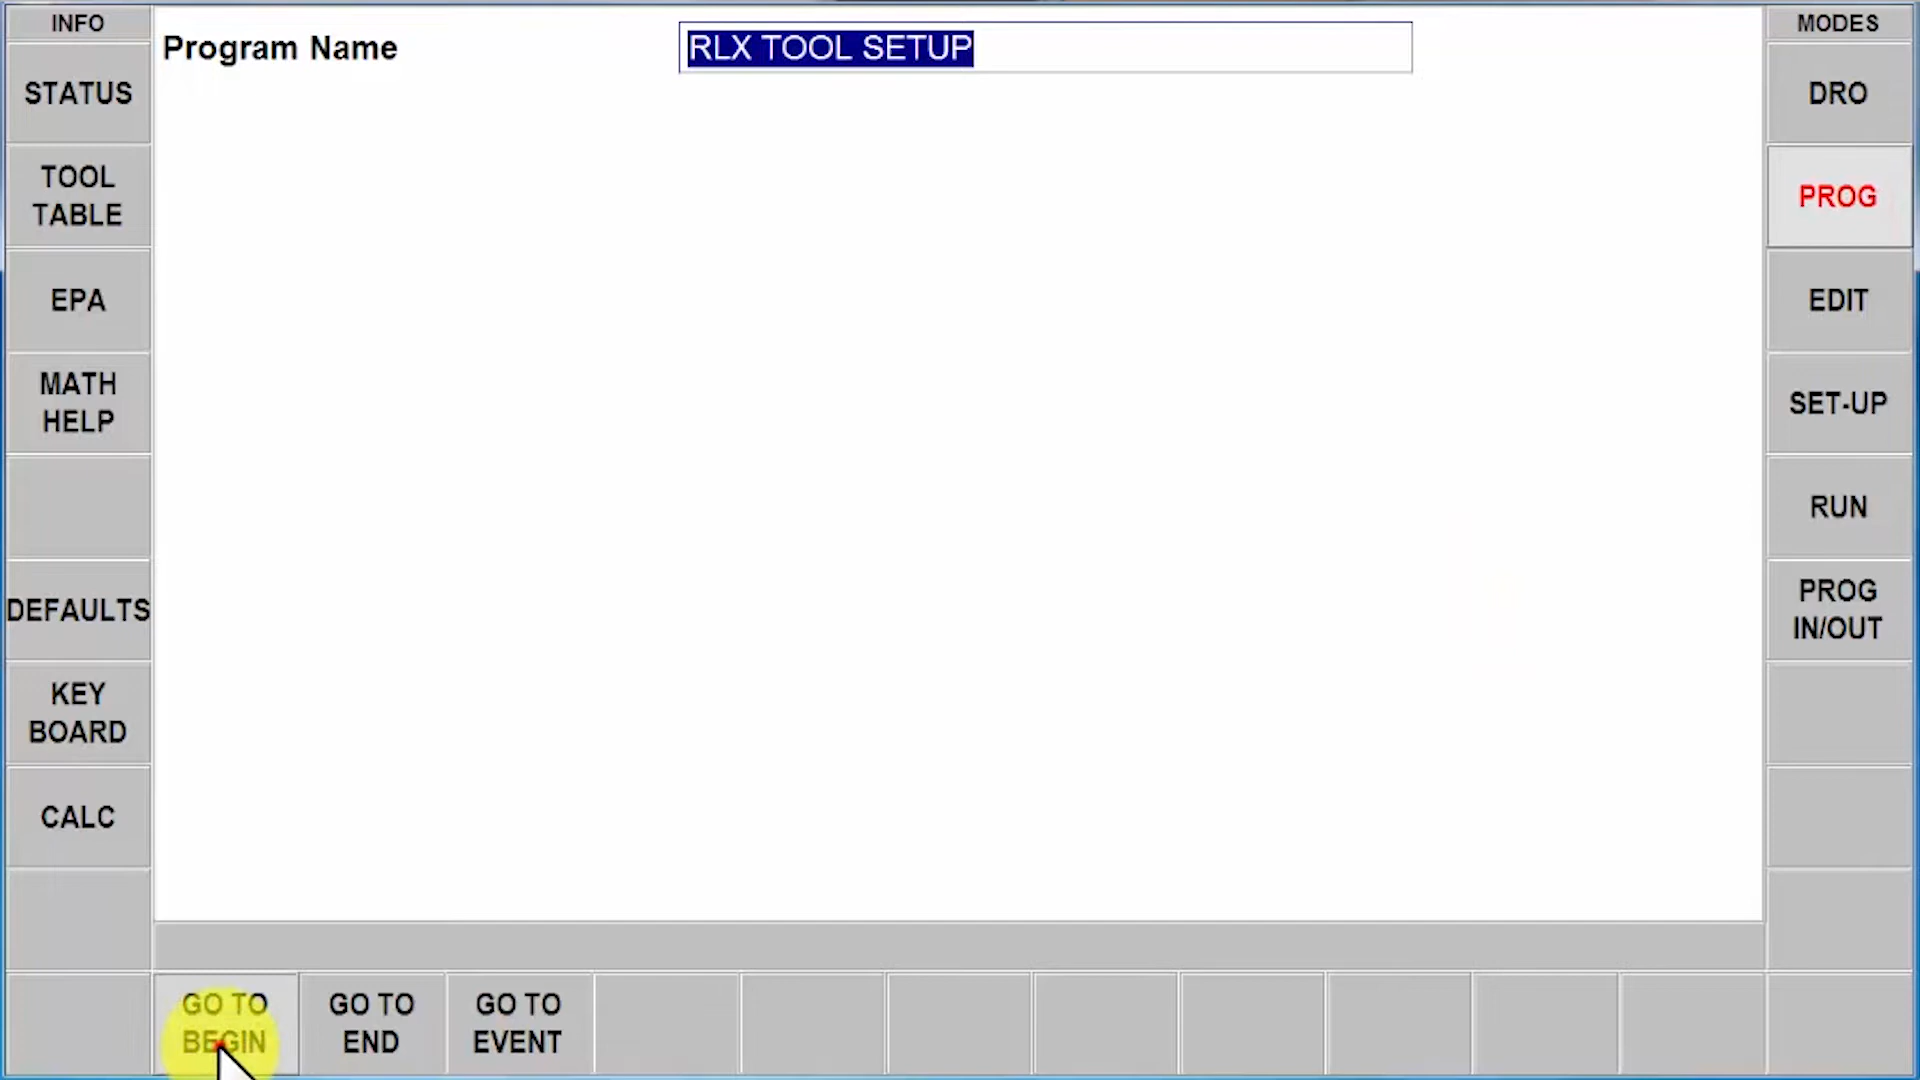 INFO
Program Name
RLX TOOL SETUP
MODES
STATUS
DRO
TOOL
TABLE
PROG
EPA
EDIT
MATH
HELP
SET-UP
RUN
DEFAULTS
PROG
IN/OUT
KEY
BOARD
CALC
GO TO
BEGIN
GO TO
END
GO TO
EVENT